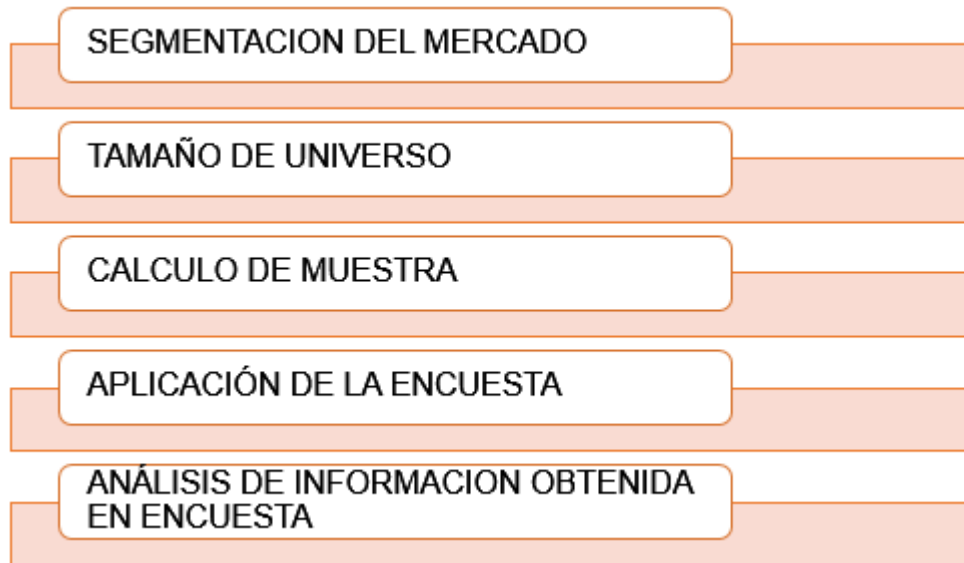 SEGMENTACION DEL MERCADO
TAMAÑO DE UNIVERSO
CALCULO DE MUESTRA
APLICACIÓN DE LA ENCUESTA
ANÁLISIS DE INFORMACION OBTENIDA
EN ENCUESTA